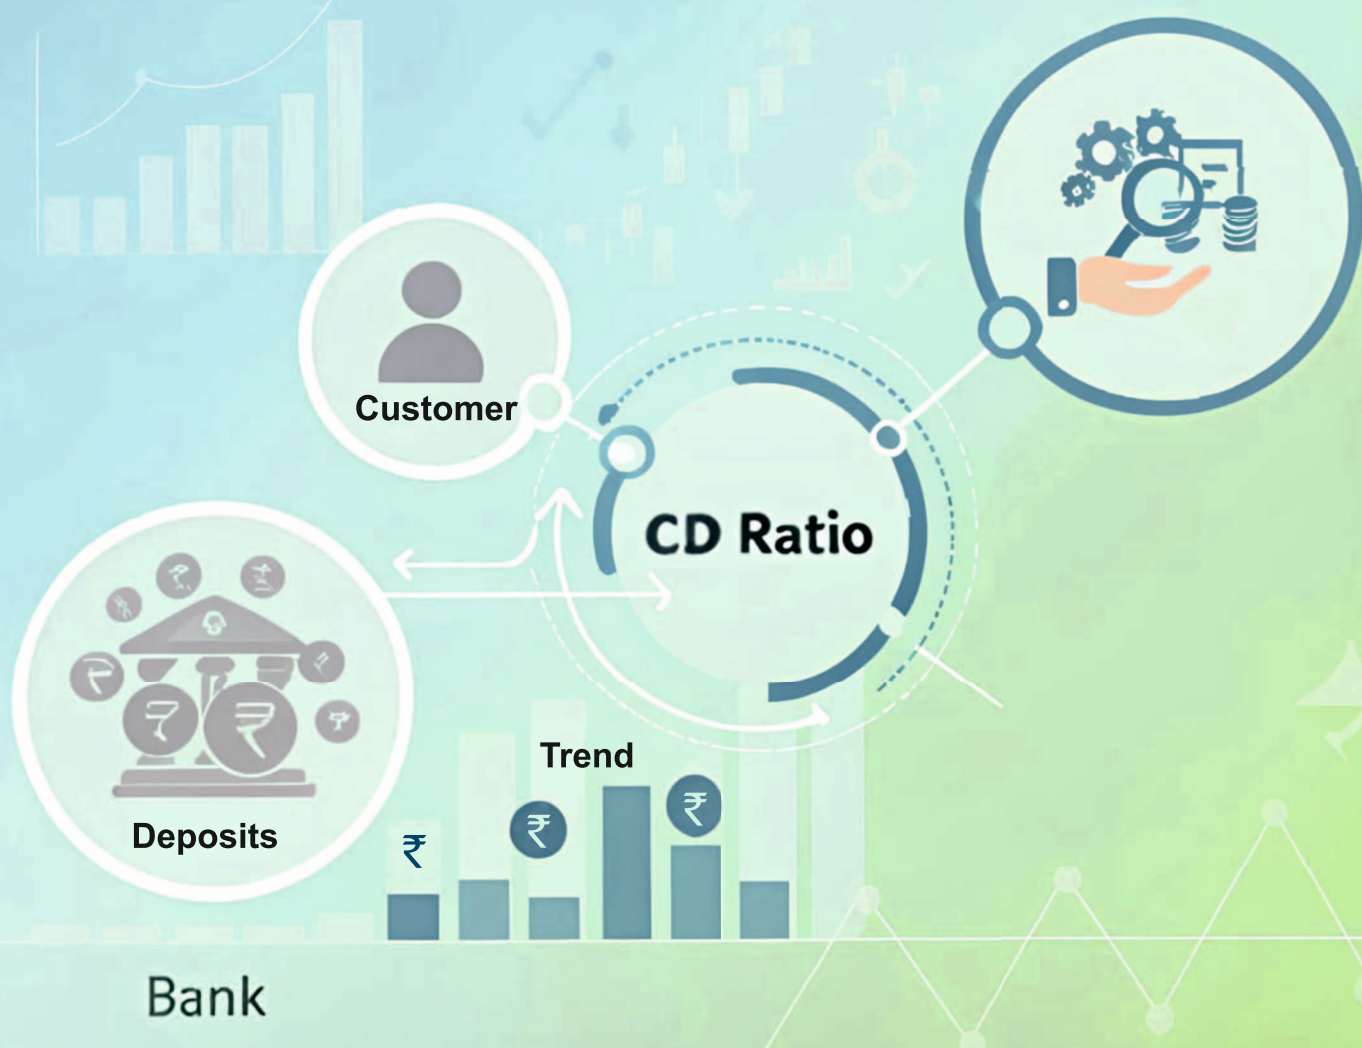 Customer
CD Ratio
Trend
₹
₹
₹
Deposits
Bank